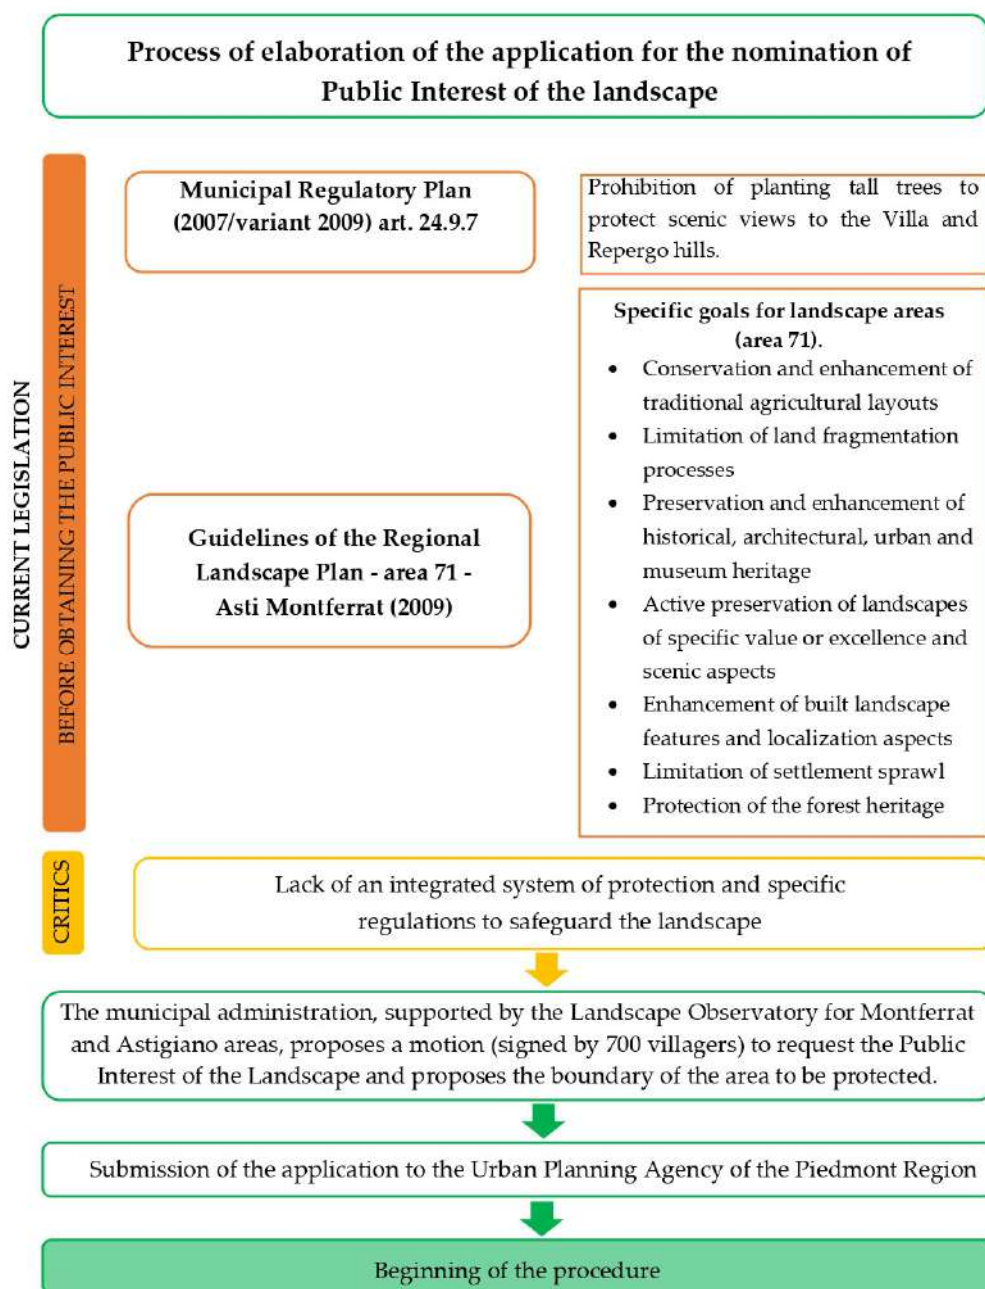 Process of elaboration of the application for the nomination of
Public Interest of the landscape
CURRENT LEGISLATION
BEFORE OBTAINING THE PUBLIC INTEREST
Municipal Regulatory Plan
(2007/variant 2009) art. 24.9.7
Prohibition of planting tall trees to
protect scenic views to the Villa and
Repergo hills.
Guidelines of the Regional
Landscape Plan - area 71 -
Asti Montferrat (2009)
Specific goals for landscape areas
(area 71).
• Conservation and enhancement of
traditional agricultural layouts
• Limitation of land fragmentation
processes
• Preservation and enhancement of
historical, architectural, urban and
museum heritage
• Active preservation of landscapes
of specific value or excellence and
scenic aspects
• Enhancement of built landscape
features and localization aspects
• Limitation of settlement sprawl
• Protection of the forest heritage
CRITICS
Lack of an integrated system of protection and specific
regulations to safeguard the landscape
The municipal administration, supported by the Landscape Observatory for Montferrat
and Astigiano areas, proposes a motion (signed by 700 villagers) to request the Public
Interest of the Landscape and proposes the boundary of the area to be protected.
Submission of the application to the Urban Planning Agency of the Piedmont Region
Beginning of the procedure